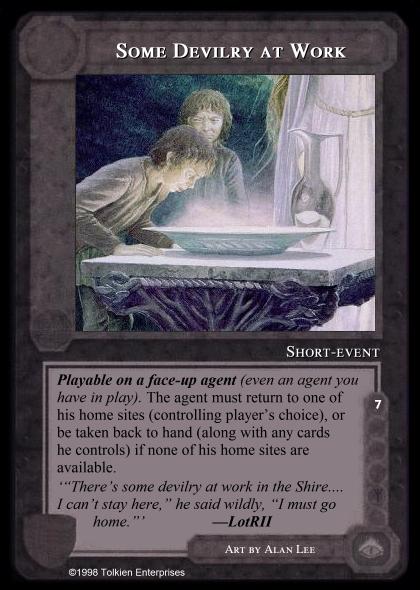 Some Devilry at Work
Short-event
Playable on a face-up agent (even an agent you
have in play). The agent must return to one of
his home sites (controlling player's choice), or
be taken back to hand (along with any cards
he controls) if none of his home sites are
available.
7
‘“There's some devilry at work in the Shire....
I can't stay here,” he said wildly, “I must go
home.”’ —LotRII
Art by Alan Lee
©1998 Tolkien Enterprises